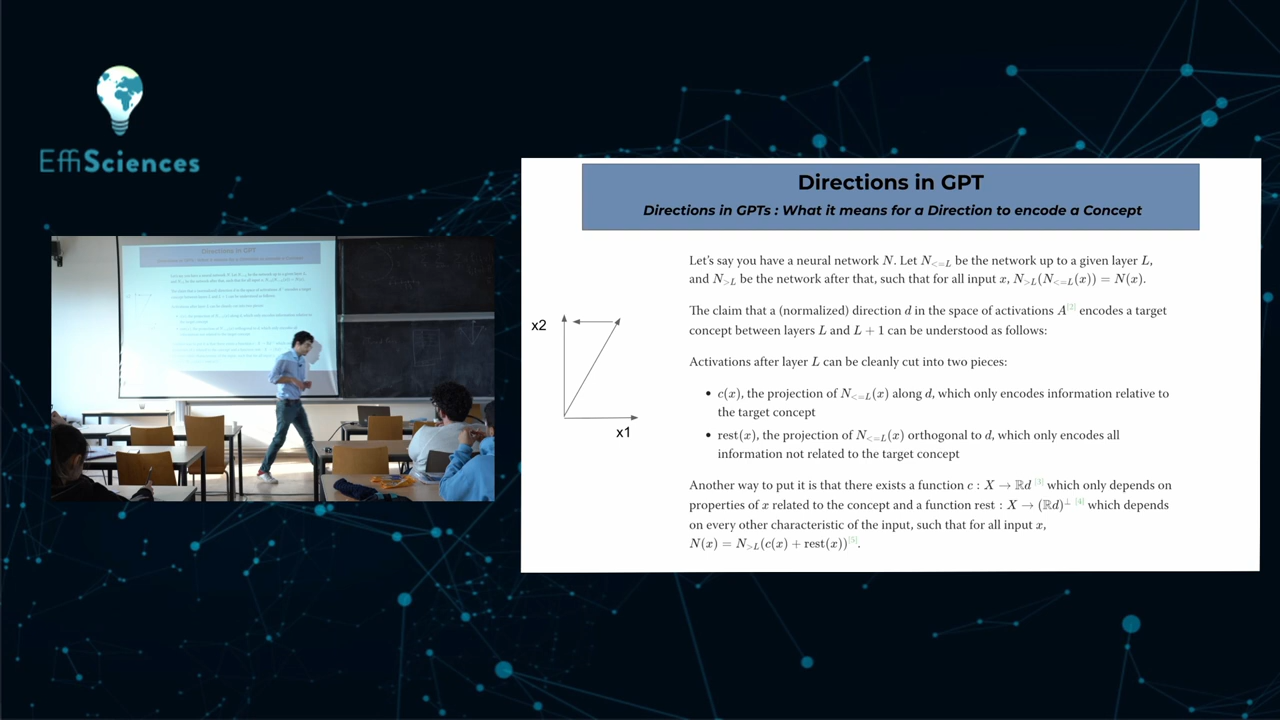 EffiSciences
Directions in GPT
Directions in GPTs : What it means for a Direction to encode a Concept
Let's say you have a neural network N. Let N_{<=L} be the network up to a given layer L,
and N_{>L} be the network after that, such that for all input x, N_{>L}(N_{<=L}(x)) = N(x).
The claim that a (normalized) direction d in the space of activations A^{[2]} encodes a target
concept between layers L and L + 1 can be understood as follows:
Activations after layer L can be cleanly cut into two pieces:
• c(x), the projection of N_{<=L}(x) along d, which only encodes information relative to
the target concept
• rest(x), the projection of N_{<=L}(x) orthogonal to d, which only encodes all
information not related to the target concept
Another way to put it is that there exists a function c : X → ℝd [3] which only depends on
properties of x related to the concept and a function rest : X → (ℝd)^⊥ [4] which depends
on every other characteristic of the input, such that for all input x,
N(x) = N_{>L}(c(x) + rest(x))^{[5]}.
x2
x1